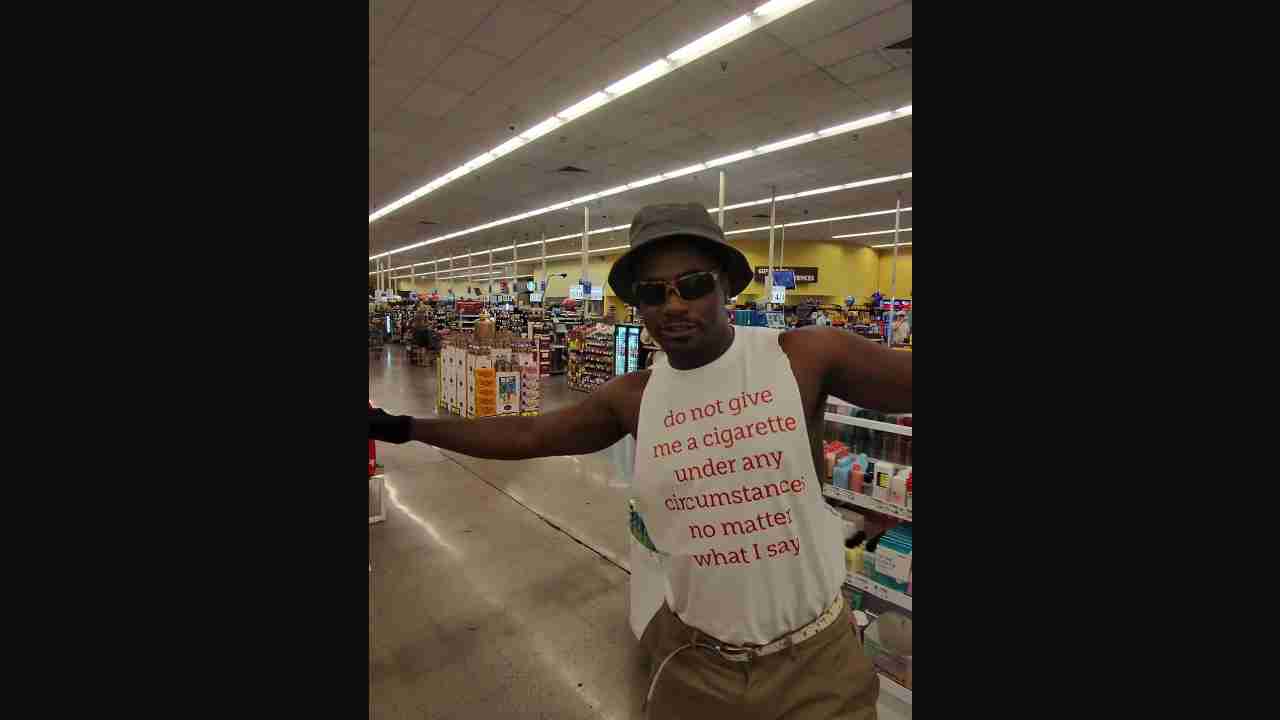 do not give
me a cigarette
under any
circumstances
no matter
what I say